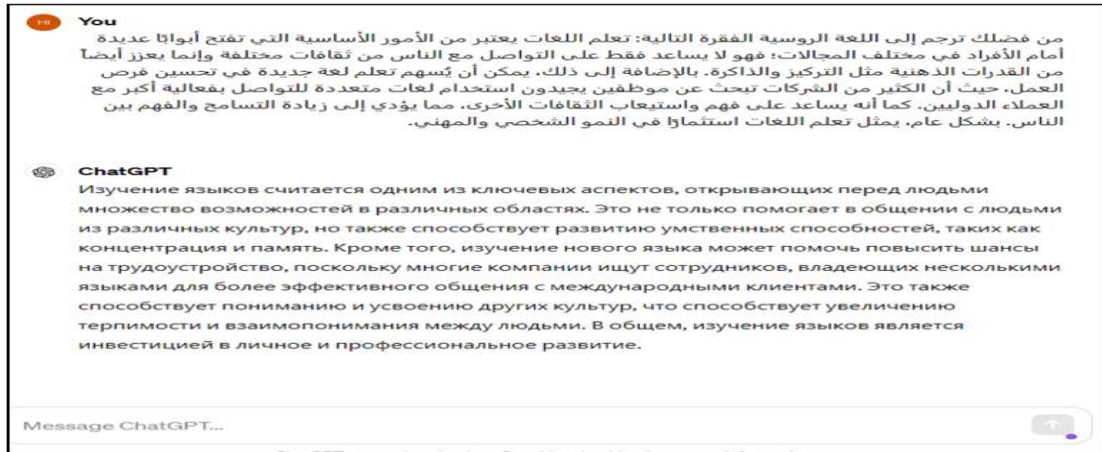 HI You
من فضلك ترجم إلى اللغة الروسية الفقرة التالية: تعلم اللغات يعتبر من الأمور الأساسية التي تفتح أبوابًا عديدة
أمام الأفراد في مختلف المجالات؛ فهو لا يساعد فقط على التواصل مع الناس من ثقافات مختلفة وإنما يعزز أيضاً
من القدرات الذهنية مثل التركيز والذاكرة. بالإضافة إلى ذلك، يمكن أن يُسهم تعلم لغة جديدة في تحسين فرص
العمل، حيث أن الكثير من الشركات تبحث عن موظفين يجيدون استخدام لغات متعددة للتواصل بفعالية أكبر مع
العملاء الدوليين. كما أنه يساعد على فهم واستيعاب الثقافات الأخرى، مما يؤدي إلى زيادة التسامح والفهم بين
الناس. بشكل عام، يمثل تعلم اللغات استثمارًا في النمو الشخصي والمهني.
ChatGPT
Изучение языков считается одним из ключевых аспектов, открывающих перед людьми
множество возможностей в различных областях. Это не только помогает в общении с людьми
из различных культур, но также способствует развитию умственных способностей, таких как
концентрация и память. Кроме того, изучение нового языка может помочь повысить шансы
на трудоустройство, поскольку многие компании ищут сотрудников, владеющих несколькими
языками для более эффективного общения с международными клиентами. Это также
способствует пониманию и усвоению других культур, что способствует увеличению
терпимости и взаимопонимания между людьми. В общем, изучение языков является
инвестицией в личное и профессиональное развитие.
Message ChatGPT...